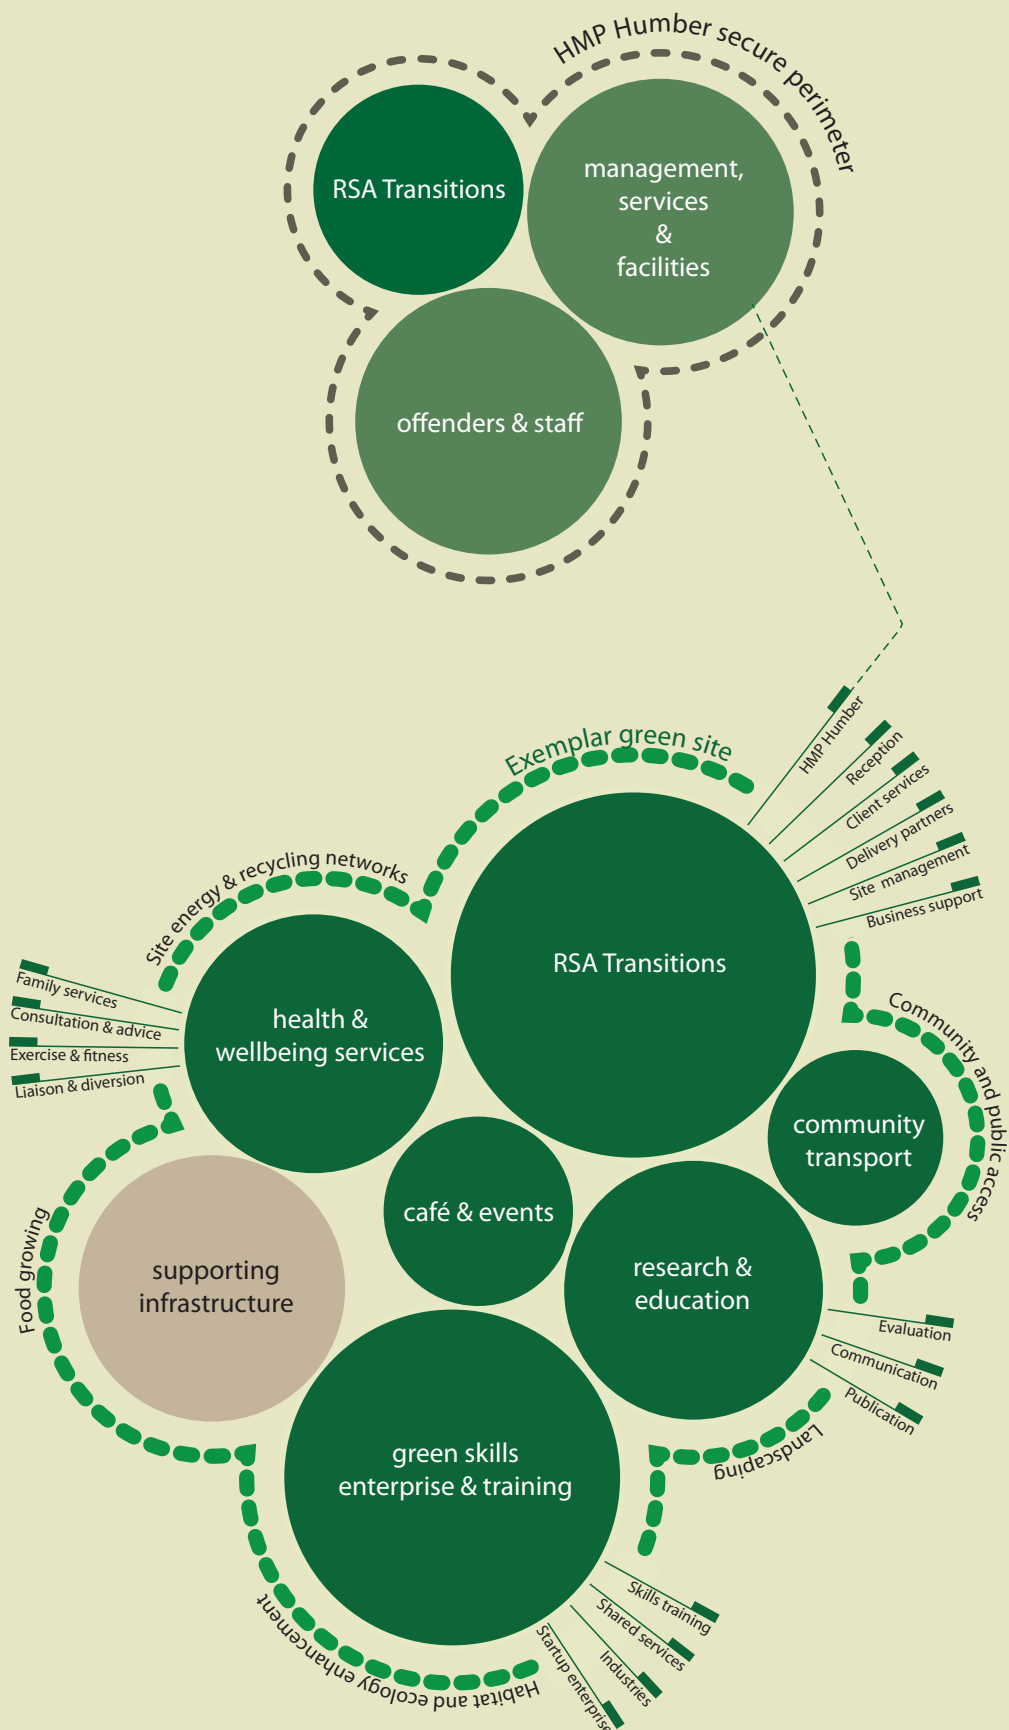 HMP Humber secure perimeter
RSA Transitions
management,
services
&
facilities
offenders & staff
Exemplar green site
HMP Humber
Reception
Client services
Delivery partners
Site management
Business support
Site energy & recycling networks
RSA Transitions
Family services
Consultation & advice
Exercise & fitness
Liaison & diversion
health &
wellbeing services
Community and public access
community
transport
café & events
Food growing
supporting
infrastructure
research &
education
Evaluation
Communication
Publication
Landscaping
green skills
enterprise & training
Skills training
Shared services
Industries
Startup enterprise
Habitat and ecology enhancement